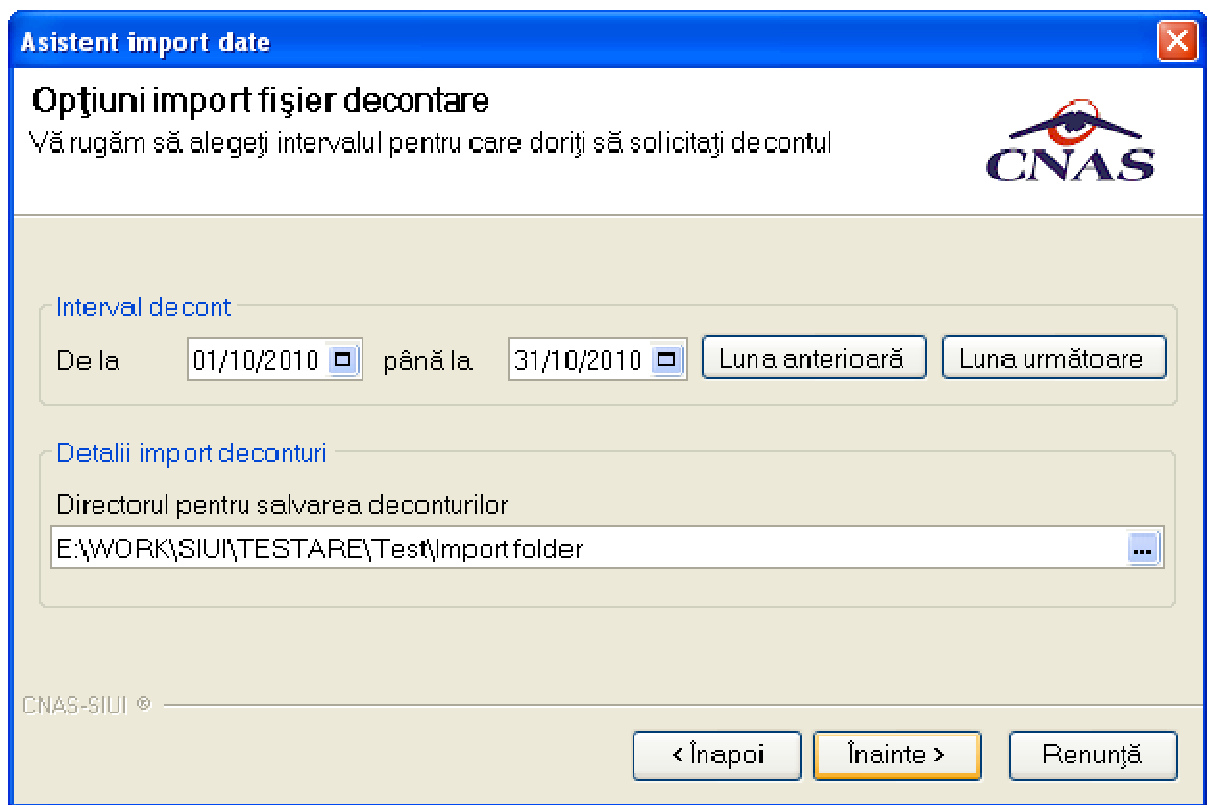 Asistent import date
Opţiuni import fişier decontare
Vă rugăm să alegeţi intervalul pentru care doriţi să solicitaţi decontul
CNAS
Interval decont
De la 01/10/2010 până la 31/10/2010 Luna anterioară Luna următoare
Detalii import deconturi
Directorul pentru salvarea deconturilor
E:\WORK\SIUI\TESTARE\Test\Import folder ...
CNAS-SIUI ®
< Înapoi Înainte > Renunţă